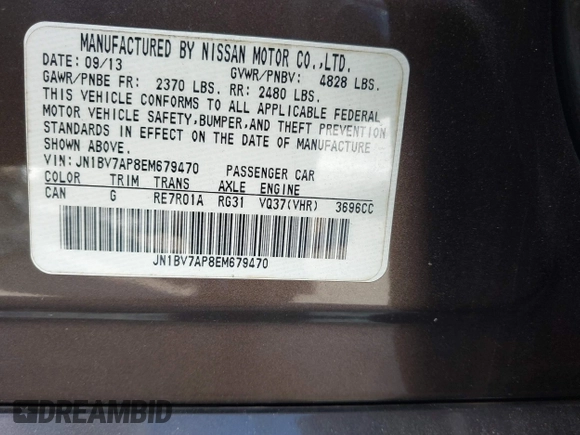 MANUFACTURED BY NISSAN MOTOR CO.,LTD.
DATE: 09/13 GVWR/PNBV: 4828 LBS.
GAWR/PNBE FR: 2370 LBS. RR: 2480 LBS.
THIS VEHICLE CONFORMS TO ALL APPLICABLE FEDERAL
MOTOR VEHICLE SAFETY,BUMPER,AND THEFT PREVENTION
STANDARDS IN EFFECT ON THE DATE OF MANUFACTURE
SHOWN ABOVE.
VIN: JN1BV7AP8EM679470 PASSENGER CAR
COLOR TRIM TRANS AXLE ENGINE
CAN G RE7R01A RG31 VQ37(VHR) 3696CC
JN1BV7AP8EM679470
DREAMBID